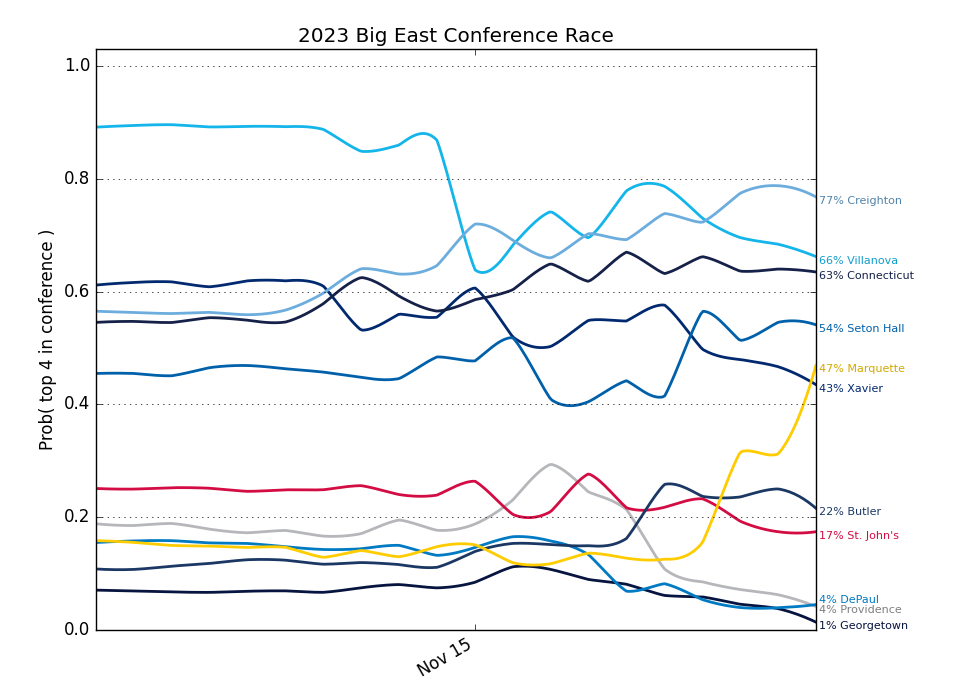 2023 Big East Conference Race
Prob( top 4 in conference )
1.0
0.8
0.6
0.4
0.2
0.0
Nov 15
77% Creighton
66% Villanova
63% Connecticut
54% Seton Hall
47% Marquette
43% Xavier
22% Butler
17% St. John's
4% DePaul
4% Providence
1% Georgetown